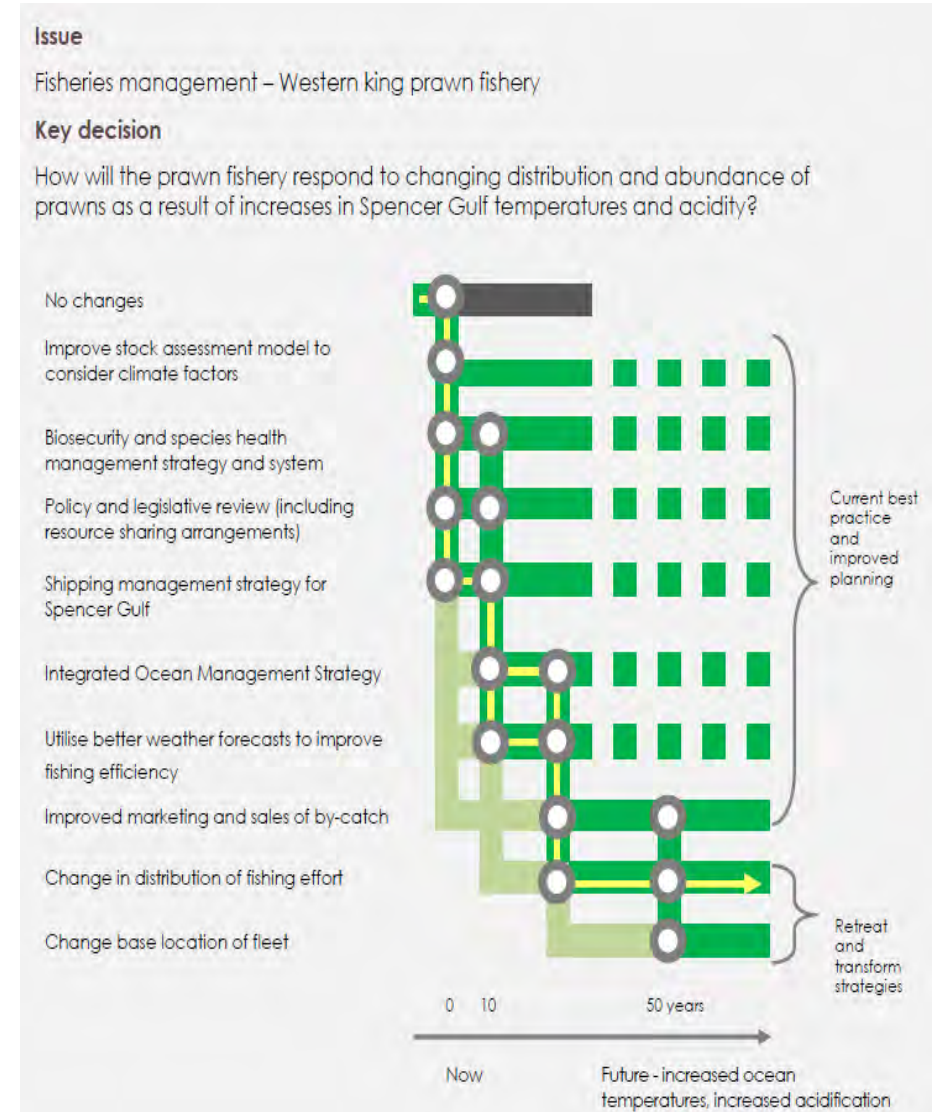 Issue
Fisheries management – Western king prawn fishery
Key decision
How will the prawn fishery respond to changing distribution and abundance of
prawns as a result of increases in Spencer Gulf temperatures and acidity?
No changes
Improve stock assessment model to
consider climate factors
Biosecurity and species health
management strategy and system
Policy and legislative review (including
resource sharing arrangements)
Shipping management strategy for
Spencer Gulf
Integrated Ocean Management Strategy
Utilise better weather forecasts to improve
fishing efficiency
Improved marketing and sales of by-catch
Change in distribution of fishing effort
Change base location of fleet
Current best
practice
and
improved
planning
Retreat
and
transform
strategies
0 10 50 years
Now
Future - increased ocean
temperatures, increased acidification